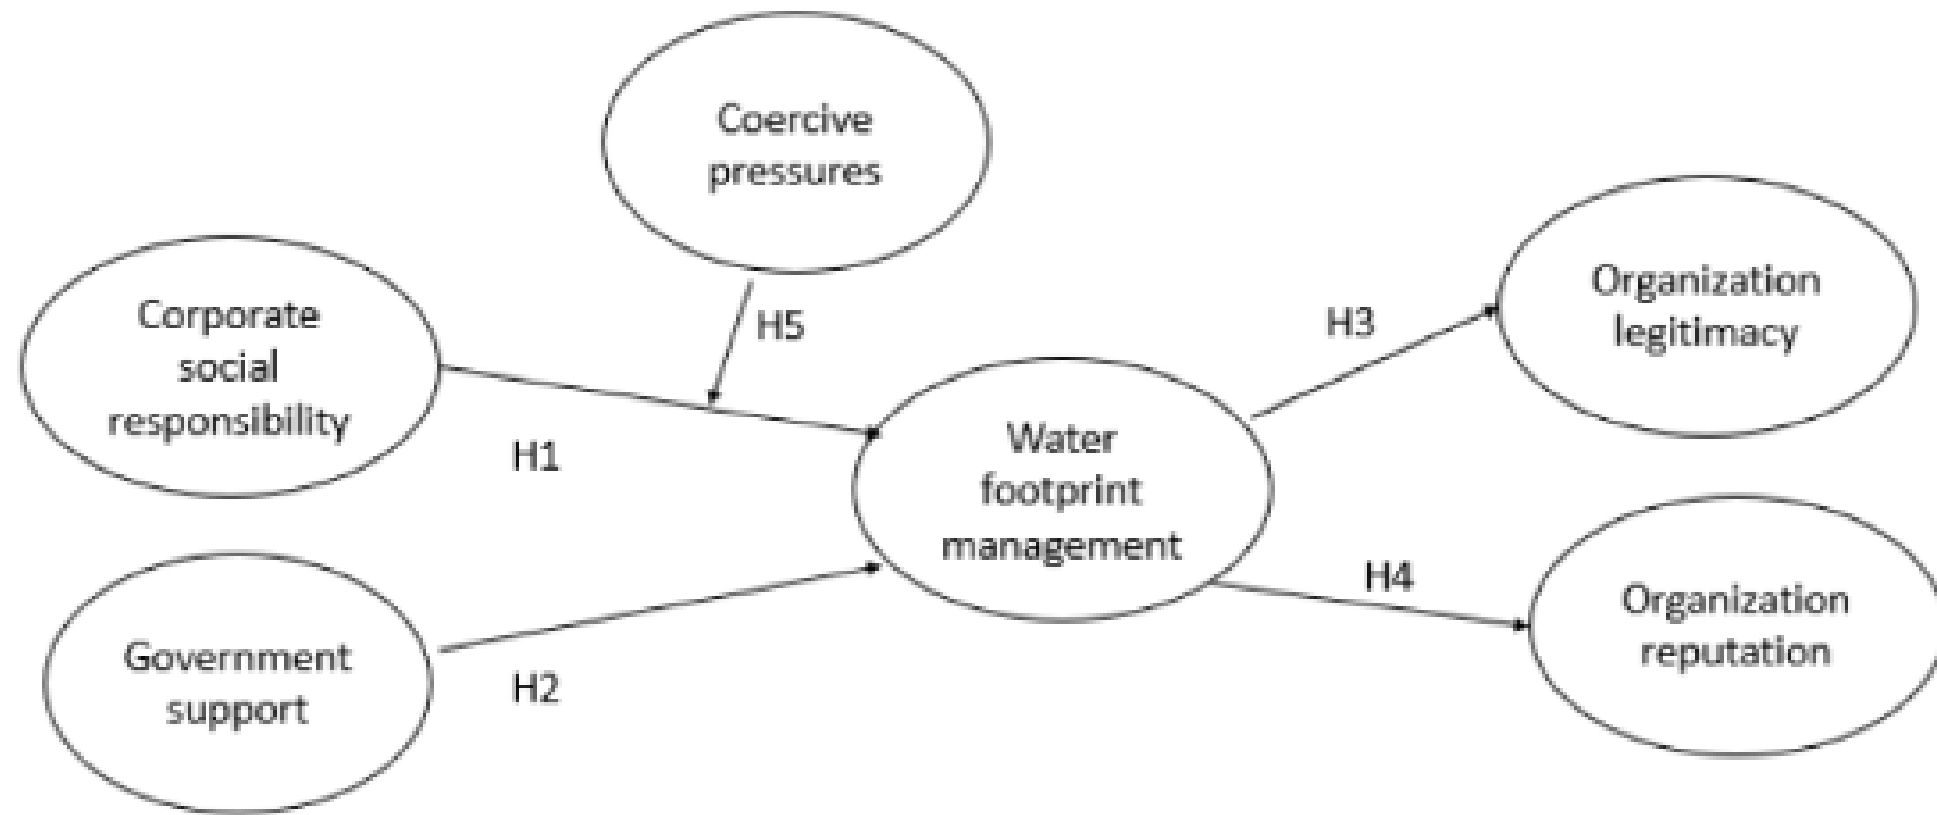 Coercive
pressures
Corporate
social
responsibility
H5
H1
Water
footprint
management
H3
Organization
legitimacy
Government
support
H2
H4
Organization
reputation